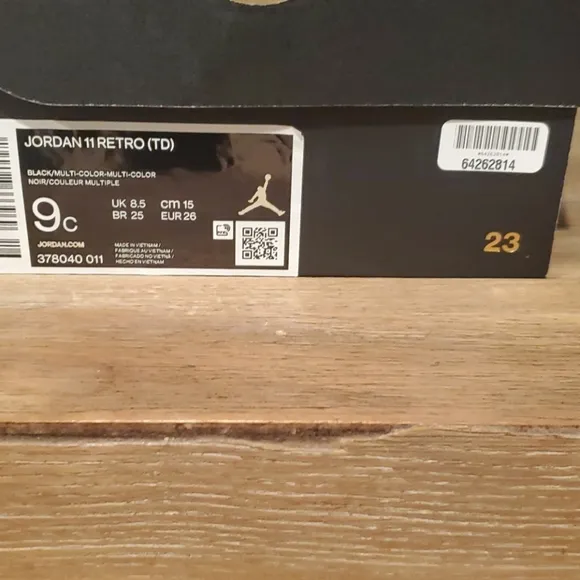 JORDAN 11 RETRO (TD)
BLACK/MULTI-COLOR-MULTI-COLOR
NOIR/COULEUR MULTIPLE
9C
UK 8.5 CM 15
BR 25 EUR 26
JORDAN.COM
378040 011
MADE IN VIETNAM /
FABRIQUE AU VIETNAM /
FABRICADO NO VIETNÃ /
HECHO EN VIETNAM
64262814
23